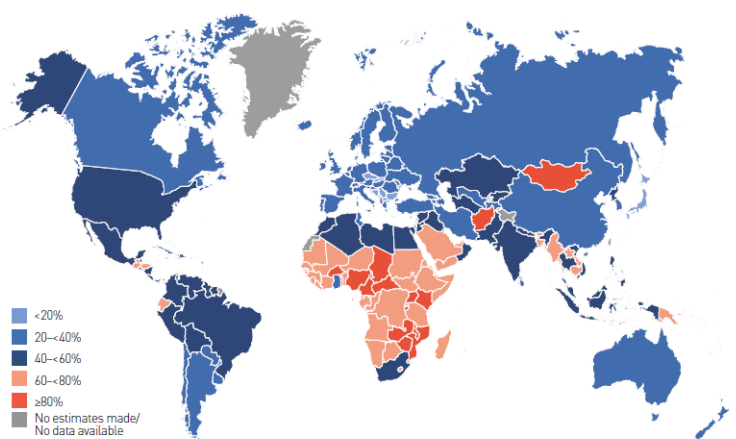 <20%
20–<40%
40–<60%
60–<80%
≥80%
No estimates made/
No data available